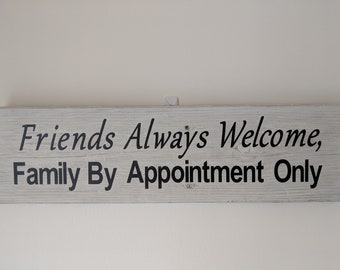 Friends Always Welcome,
Family By Appointment Only